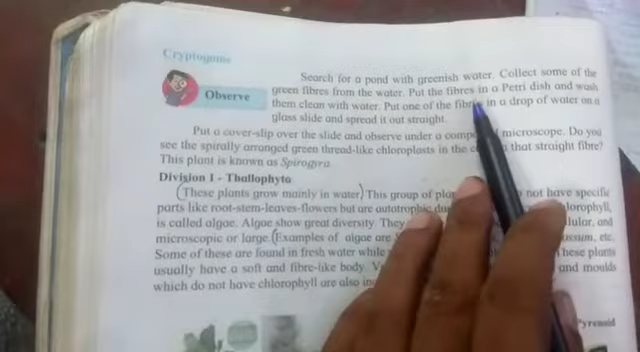 Cryptogams
Observe
Search for a pond with greenish water. Collect some of the
green fibres from the water. Put the fibres in a Petri dish and wash
them clean with water. Put one of the fibres in a drop of water on a
glass slide and spread it out straight.
Put a cover-slip over the slide and observe under a comp microscope. Do you
see the spirally arranged green thread-like chloroplasts in the that straight fibre?
This plant is known as Spirogyra.
Division I - Thallophyta
(These plants grow mainly in water) This group of not have specific
parts like root-stem-leaves-flowers but are autotrophic lorophyll,
is called algae. Algae show great diversity. They lular, and
microscopic or large. (Examples of algae are ossum, etc.
Some of these are found in fresh water while hese plants
usually have a soft and fibre-like body. and moulds
which do not have chlorophyll are also in
Pyrenoid